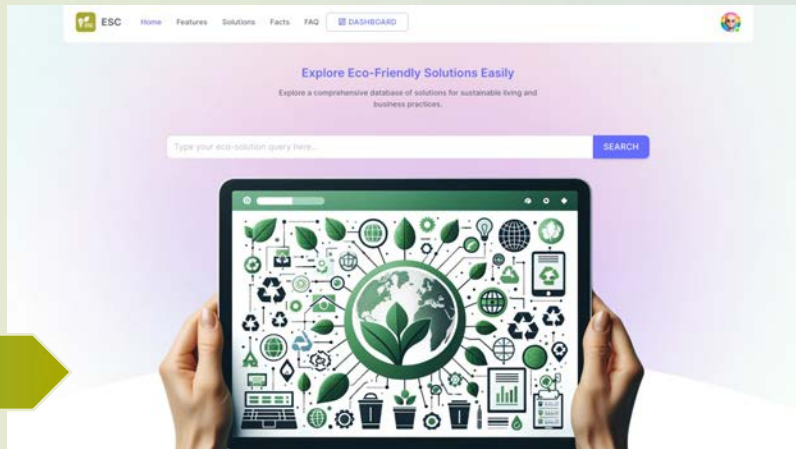 ESC Home Features Solutions Facts FAQ DASHBOARD
Explore Eco-Friendly Solutions Easily
Explore a comprehensive database of solutions for sustainable living and
business practices.
Type your eco-solution query here...
SEARCH